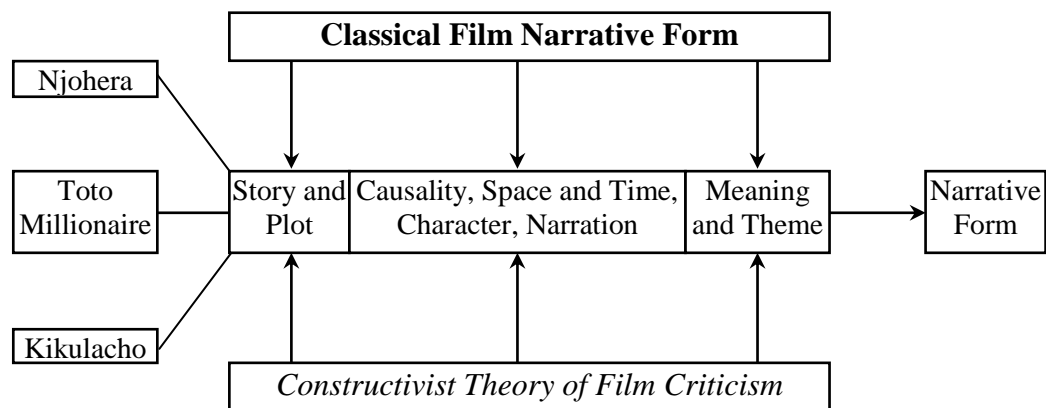 Classical Film Narrative Form
Njohera
Toto
Millionaire
Story and
Plot
Causality, Space and Time,
Character, Narration
Meaning
and Theme
Narrative
Form
Kikulacho
Constructivist Theory of Film Criticism